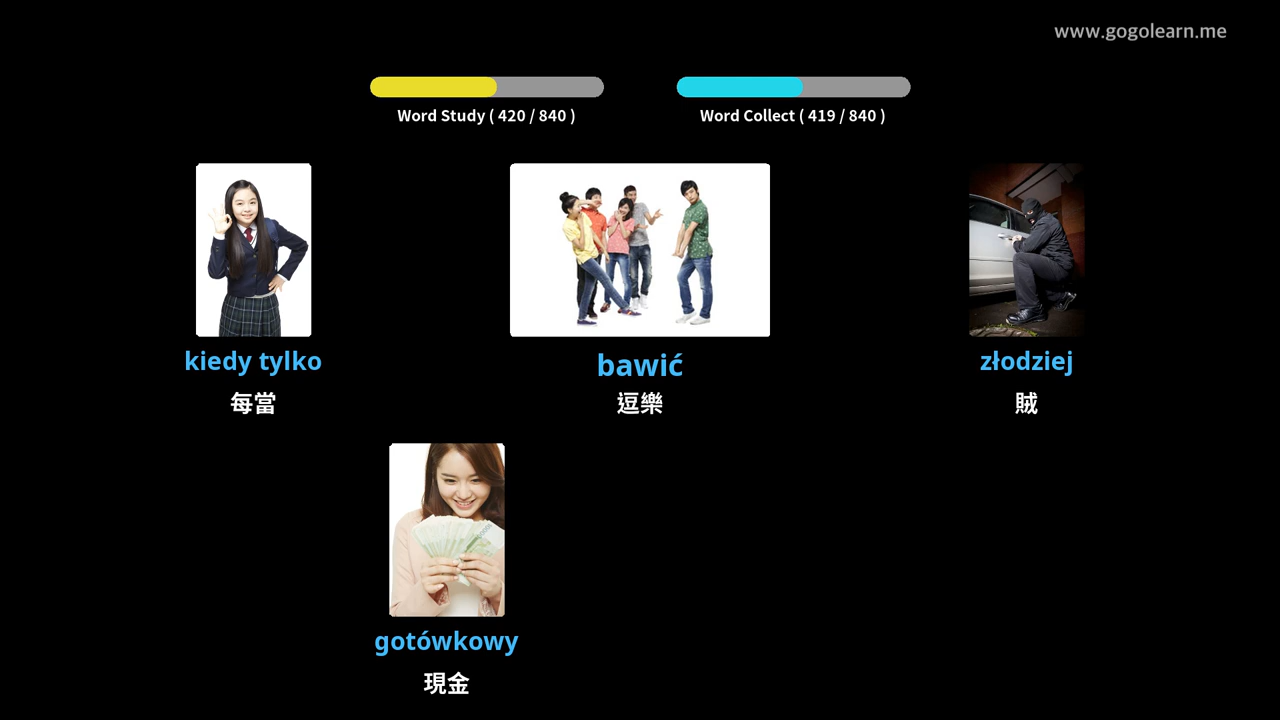 www.gogolearn.me
Word Study ( 420 / 840 )
Word Collect ( 419 / 840 )
kiedy tylko
每當
bawić
逗樂
złodziej
賊
gotówkowy
現金